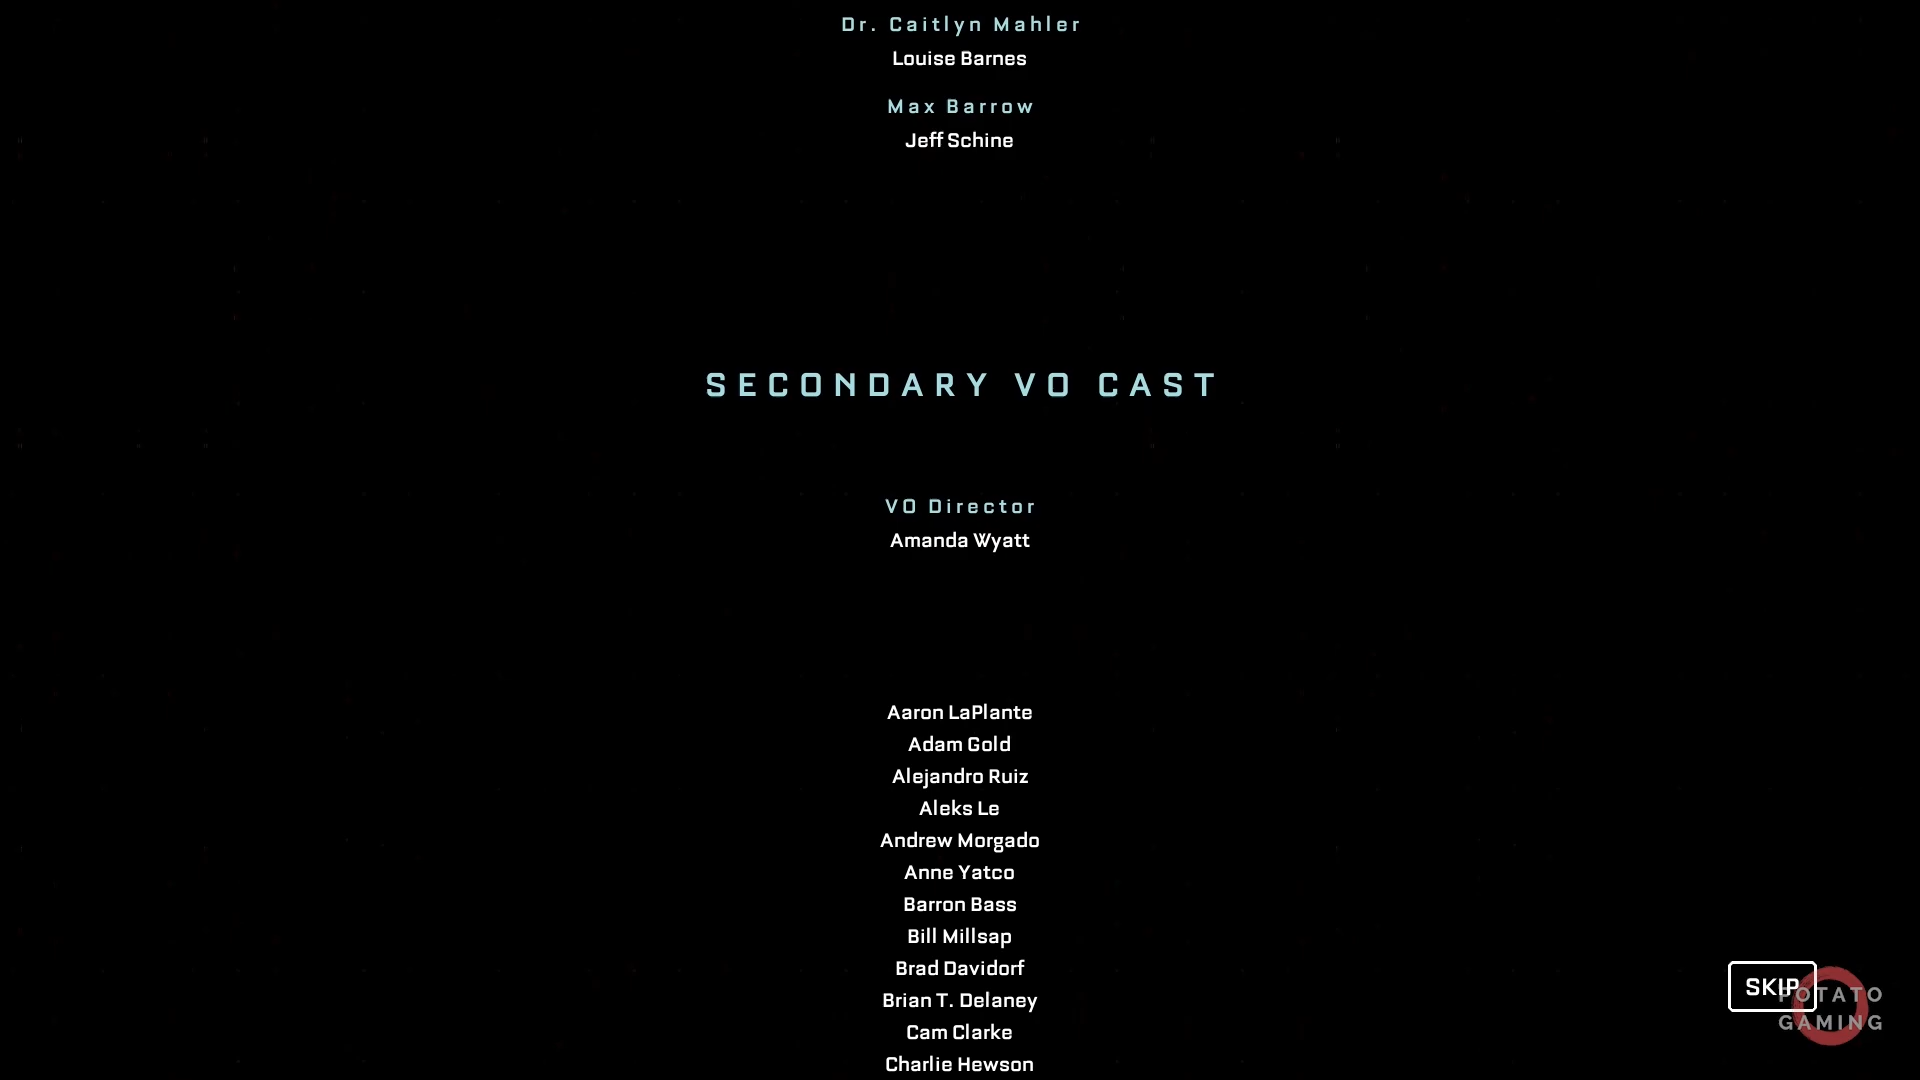 Dr. Caitlyn Mahler
Louise Barnes
Max Barrow
Jeff Schine
SECONDARY VO CAST
VO Director
Amanda Wyatt
Aaron LaPlante
Adam Gold
Alejandro Ruiz
Aleks Le
Andrew Morgado
Anne Yatco
Barron Bass
Bill Millsap
Brad Davidorf
Brian T. Delaney
Cam Clarke
Charlie Hewson
SKIP
POTATO
GAMING